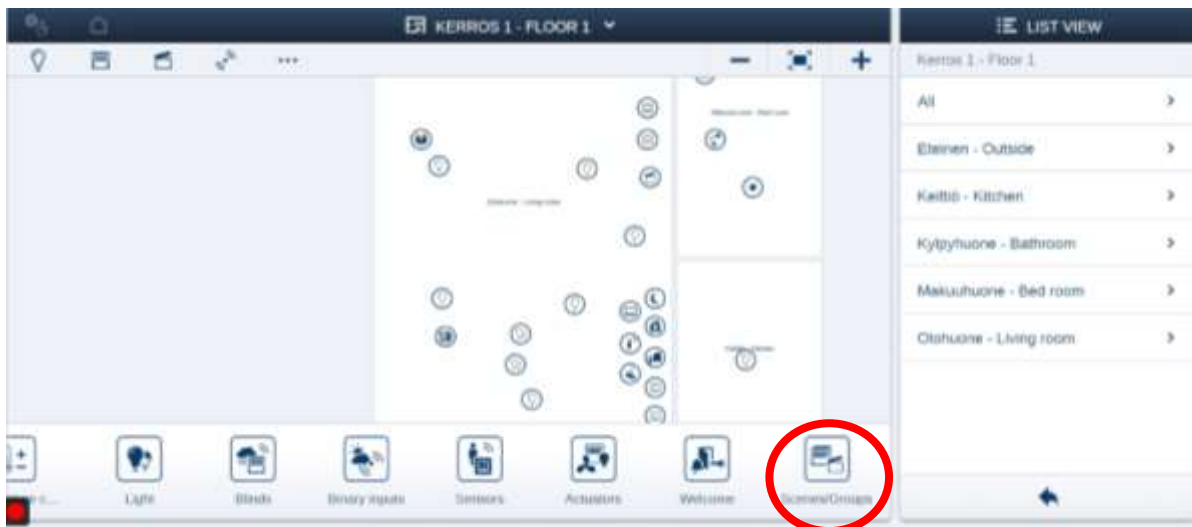 KERROS 1 - FLOOR 1
LIST VIEW
Kerros 1 - Floor 1
All
Eteinen - Outside
Keittiö - Kitchen
Kylpyhuone - Bathroom
Makuuhuone - Bed room
Olohuone - Living room
Light
Blinds
Binary inputs
Sensors
Actuators
Welcome
Scenes/Groups